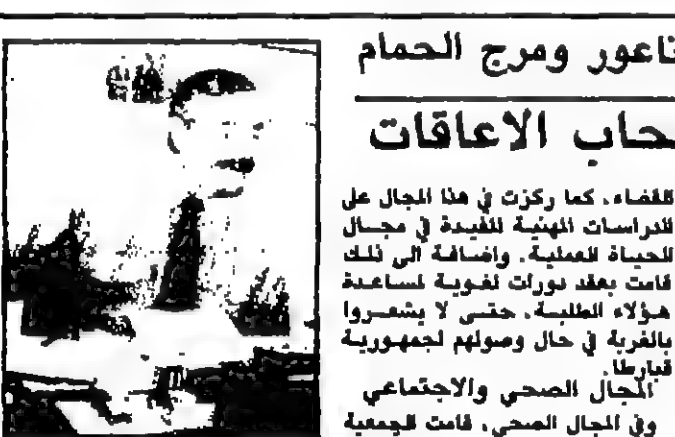 ناعور ومرج الحمام
حاب الاعاقات
للقضاء، كما ركزت في هذا المجال على
الدراسات المهنية المفيدة في مجال
الحياة العملية. واضافة الى ذلك
قامت بعقد دورات لغوية لمساعدة
هؤلاء الطلبة، حتى لا يشعروا
بالغربة في حال وصولهم لجمهورية
قبارطا.
المجال الصحي والاجتماعي
وفي المجال الصحي، قامت الجمعية